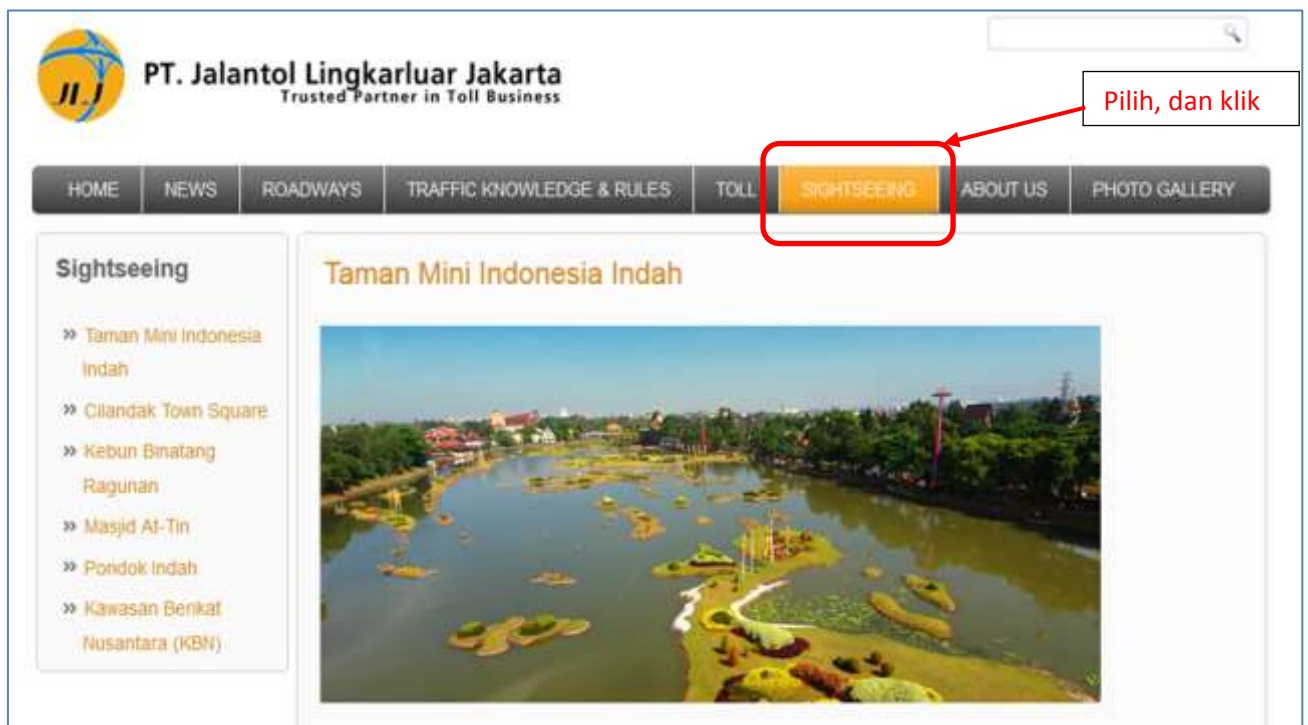 JLJ
PT. Jalantol Lingkarluar Jakarta
Trusted Partner in Toll Business
Pilih, dan klik
HOME NEWS ROADWAYS TRAFFIC KNOWLEDGE & RULES TOLL SIGHTSEEING ABOUT US PHOTO GALLERY
Sightseeing
» Taman Mini Indonesia
Indah
» Cilandak Town Square
» Kebun Binatang
Ragunan
» Masjid At-Tin
» Pondok Indah
» Kawasan Berikat
Nusantara (KBN)
Taman Mini Indonesia Indah